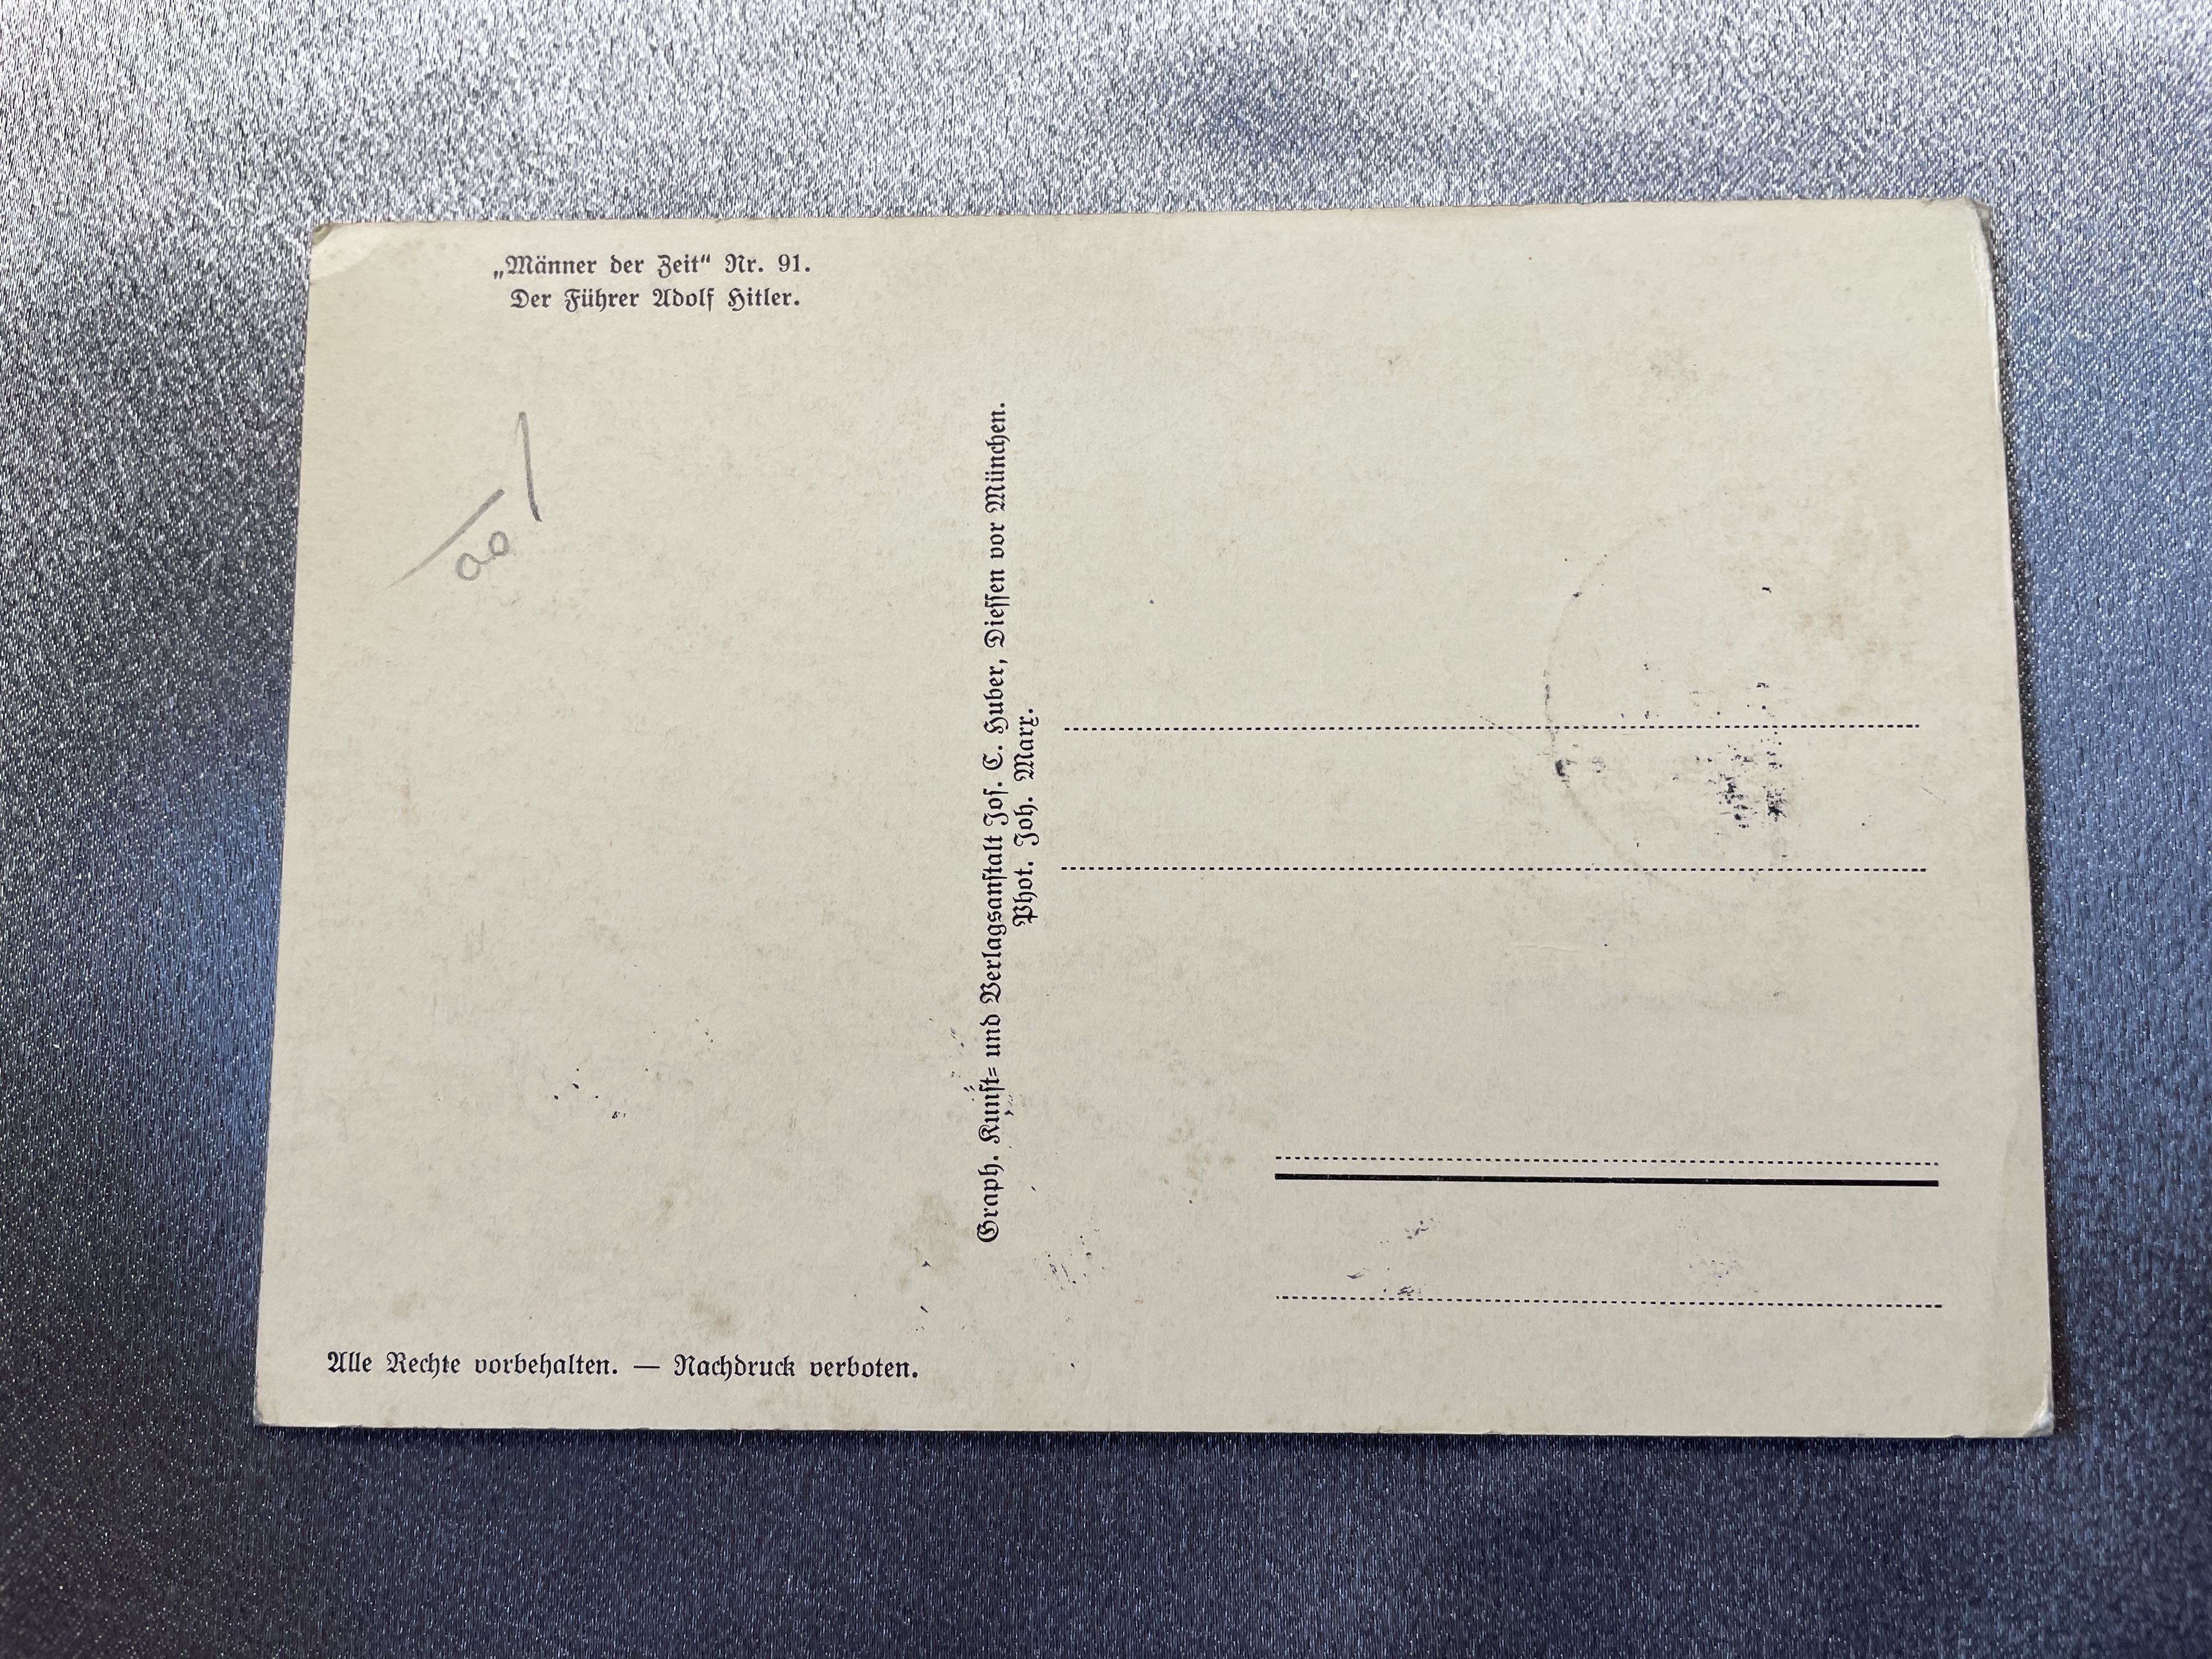 „Männer der Zeit“ Nr. 91.
Der Führer Adolf Hitler.
Graph. Kunst- und Verlagsanstalt Jos. C. Huber, Diessen vor München.
Phot. Joh. Marx.
Alle Rechte vorbehalten. — Nachdruck verboten.